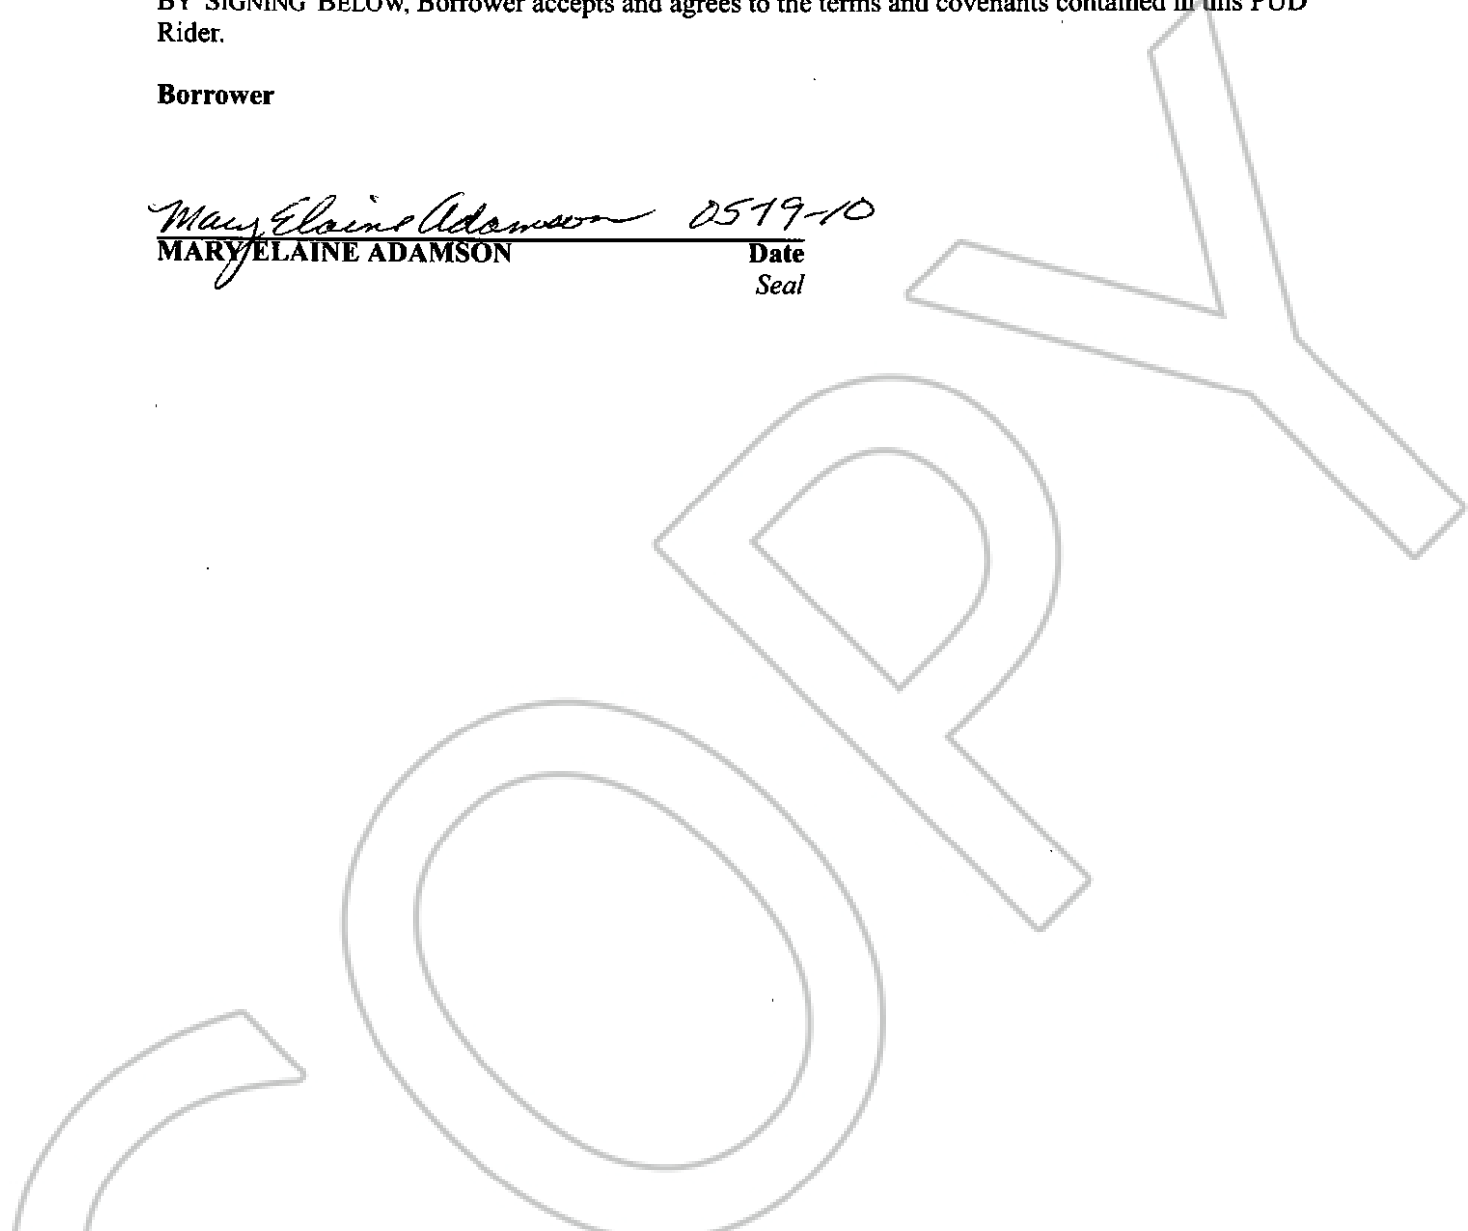 BY SIGNING BELOW, Borrower accepts and agrees to the terms and covenants contained in this PUD
Rider.
Borrower
Mary Elaine Adamson 05-19-10
MARY ELAINE ADAMSON Date
Seal
COPY